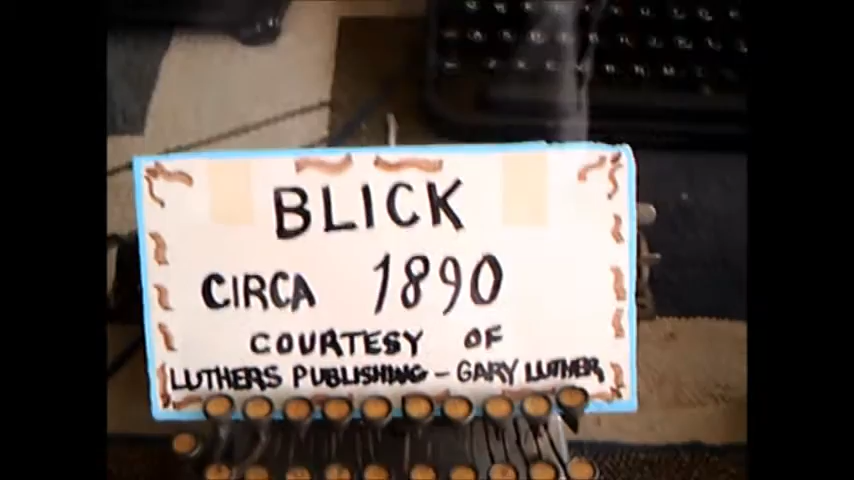 BLICK
CIRCA 1890
COURTESY OF
LUTHERS PUBLISHING - GARY LUTHER